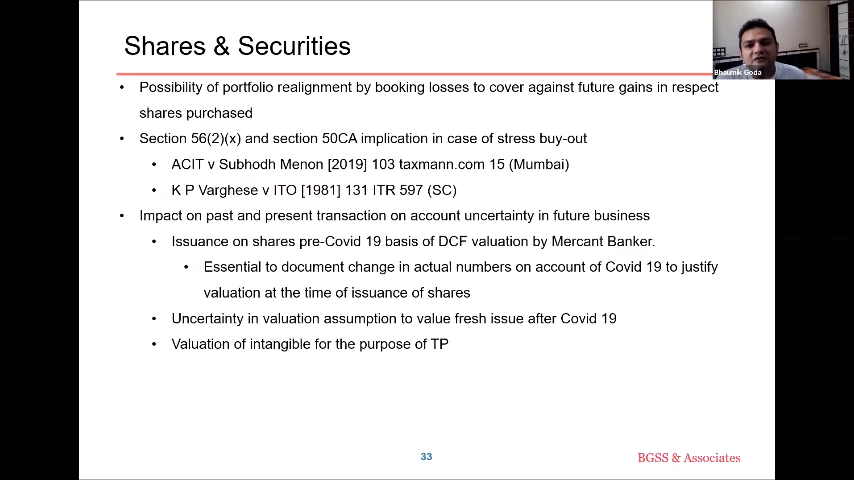 Shares & Securities
Bhaumik Goda
• Possibility of portfolio realignment by booking losses to cover against future gains in respect
shares purchased
• Section 56(2)(x) and section 50CA implication in case of stress buy-out
• ACIT v Subhodh Menon [2019] 103 taxmann.com 15 (Mumbai)
• K P Varghese v ITO [1981] 131 ITR 597 (SC)
• Impact on past and present transaction on account uncertainty in future business
• Issuance on shares pre-Covid 19 basis of DCF valuation by Mercant Banker.
• Essential to document change in actual numbers on account of Covid 19 to justify
valuation at the time of issuance of shares
• Uncertainty in valuation assumption to value fresh issue after Covid 19
• Valuation of intangible for the purpose of TP
33
BGSS & Associates